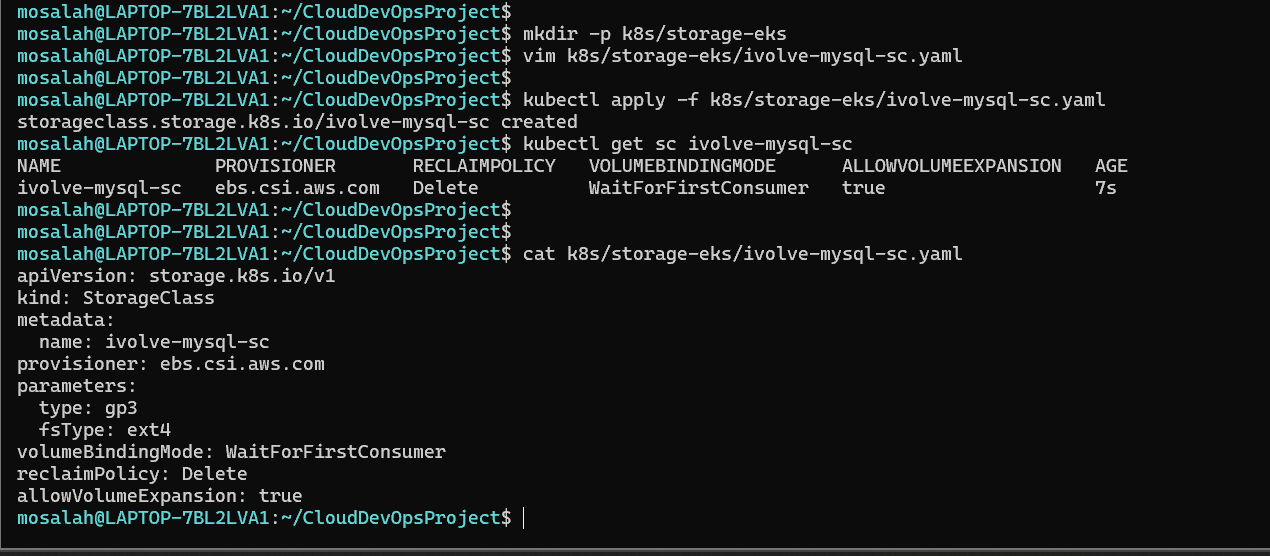 mosalah@LAPTOP-7BL2LVA1:~/CloudDevOpsProject$
mosalah@LAPTOP-7BL2LVA1:~/CloudDevOpsProject$ mkdir -p k8s/storage-eks
mosalah@LAPTOP-7BL2LVA1:~/CloudDevOpsProject$ vim k8s/storage-eks/ivolve-mysql-sc.yaml
mosalah@LAPTOP-7BL2LVA1:~/CloudDevOpsProject$
mosalah@LAPTOP-7BL2LVA1:~/CloudDevOpsProject$ kubectl apply -f k8s/storage-eks/ivolve-mysql-sc.yaml
storageclass.storage.k8s.io/ivolve-mysql-sc created
mosalah@LAPTOP-7BL2LVA1:~/CloudDevOpsProject$ kubectl get sc ivolve-mysql-sc
NAME              PROVISIONER       RECLAIMPOLICY   VOLUMEBINDINGMODE      ALLOWVOLUMEEXPANSION   AGE
ivolve-mysql-sc   ebs.csi.aws.com   Delete          WaitForFirstConsumer   true                   7s
mosalah@LAPTOP-7BL2LVA1:~/CloudDevOpsProject$
mosalah@LAPTOP-7BL2LVA1:~/CloudDevOpsProject$
mosalah@LAPTOP-7BL2LVA1:~/CloudDevOpsProject$ cat k8s/storage-eks/ivolve-mysql-sc.yaml
apiVersion: storage.k8s.io/v1
kind: StorageClass
metadata:
  name: ivolve-mysql-sc
provisioner: ebs.csi.aws.com
parameters:
  type: gp3
  fsType: ext4
volumeBindingMode: WaitForFirstConsumer
reclaimPolicy: Delete
allowVolumeExpansion: true
mosalah@LAPTOP-7BL2LVA1:~/CloudDevOpsProject$